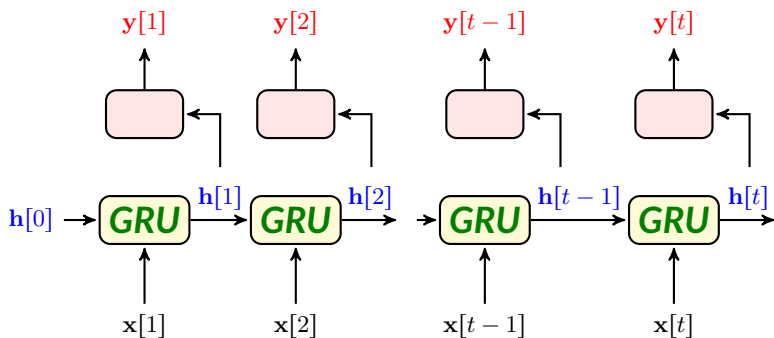 y[1] y[2] y[t − 1] y[t]
h[1] h[2] h[t − 1] h[t]
h[0] GRU GRU GRU GRU
x[1] x[2] x[t − 1] x[t]